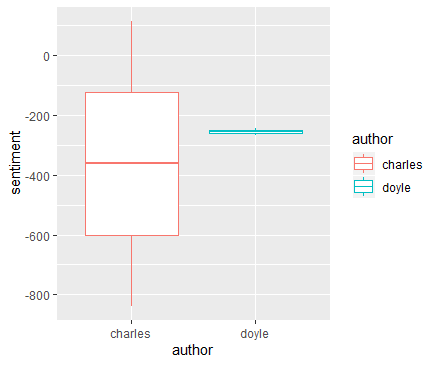 sentiment
0
-200
-400
-600
-800
charles
doyle
author
author
charles
doyle